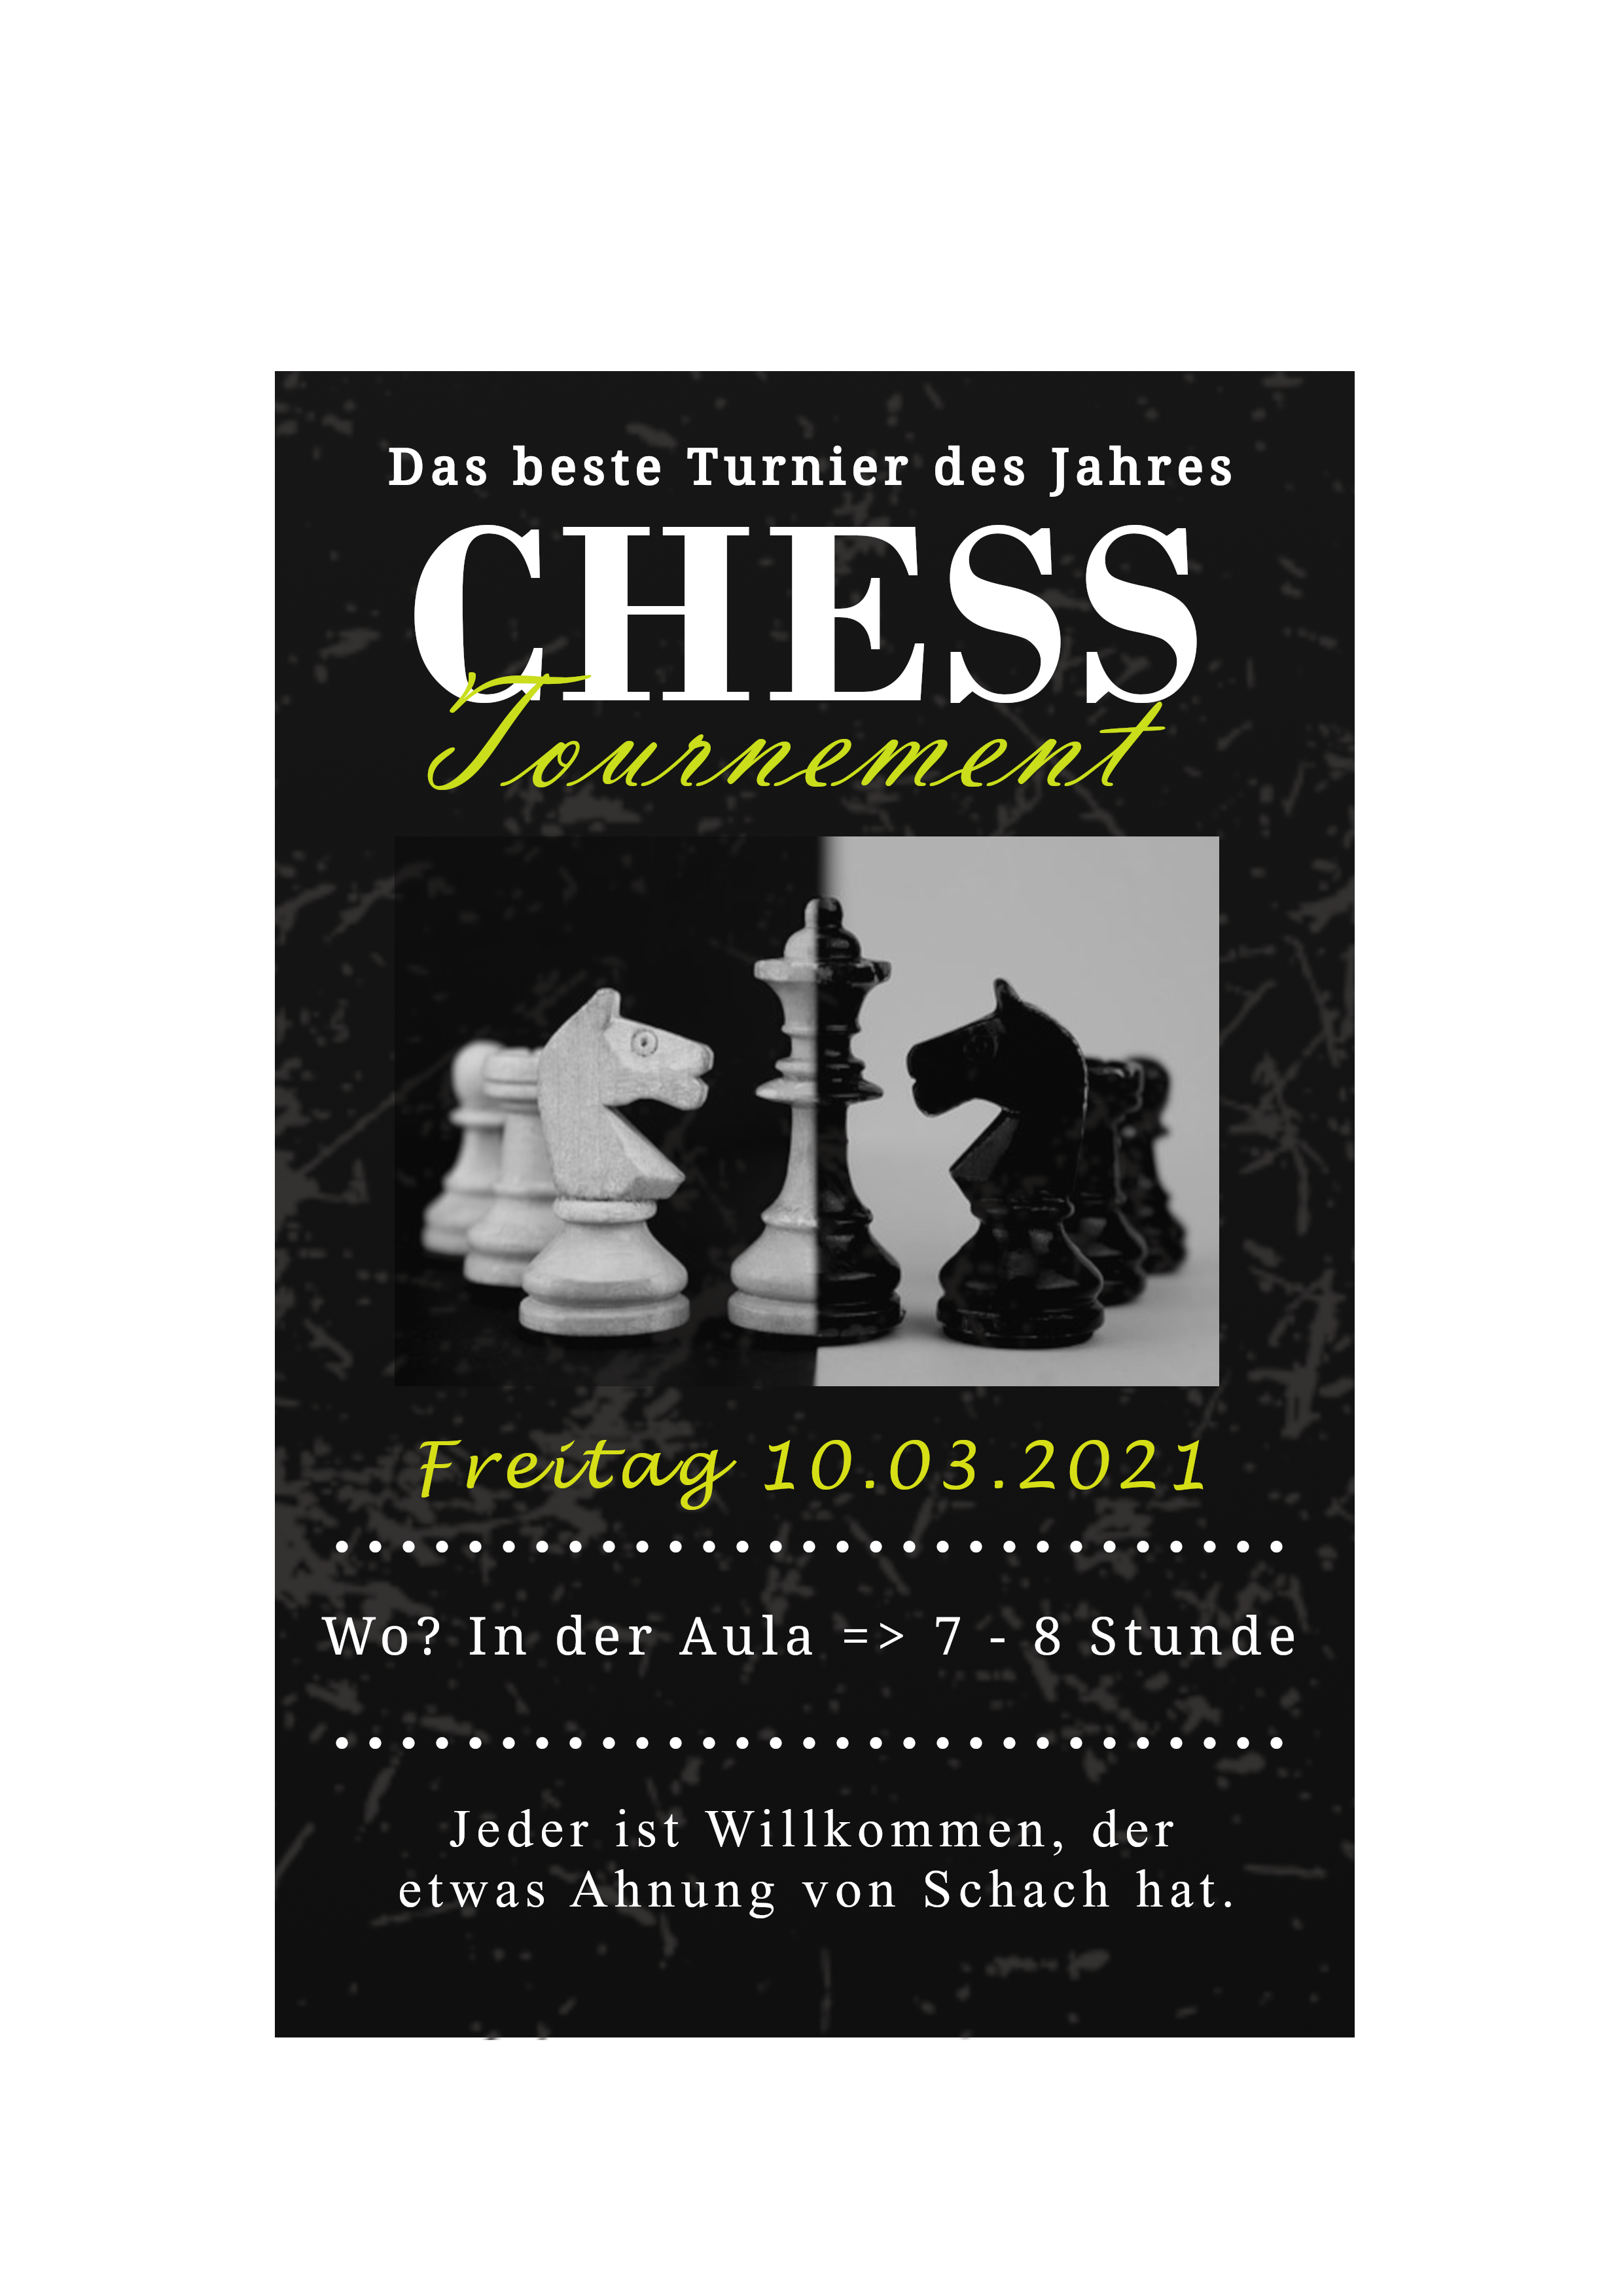 Das beste Turnier des Jahres
CHESS
Tournement
Freitag 10.03.2021
Wo? In der Aula => 7 - 8 Stunde
Jeder ist Willkommen, der
etwas Ahnung von Schach hat.